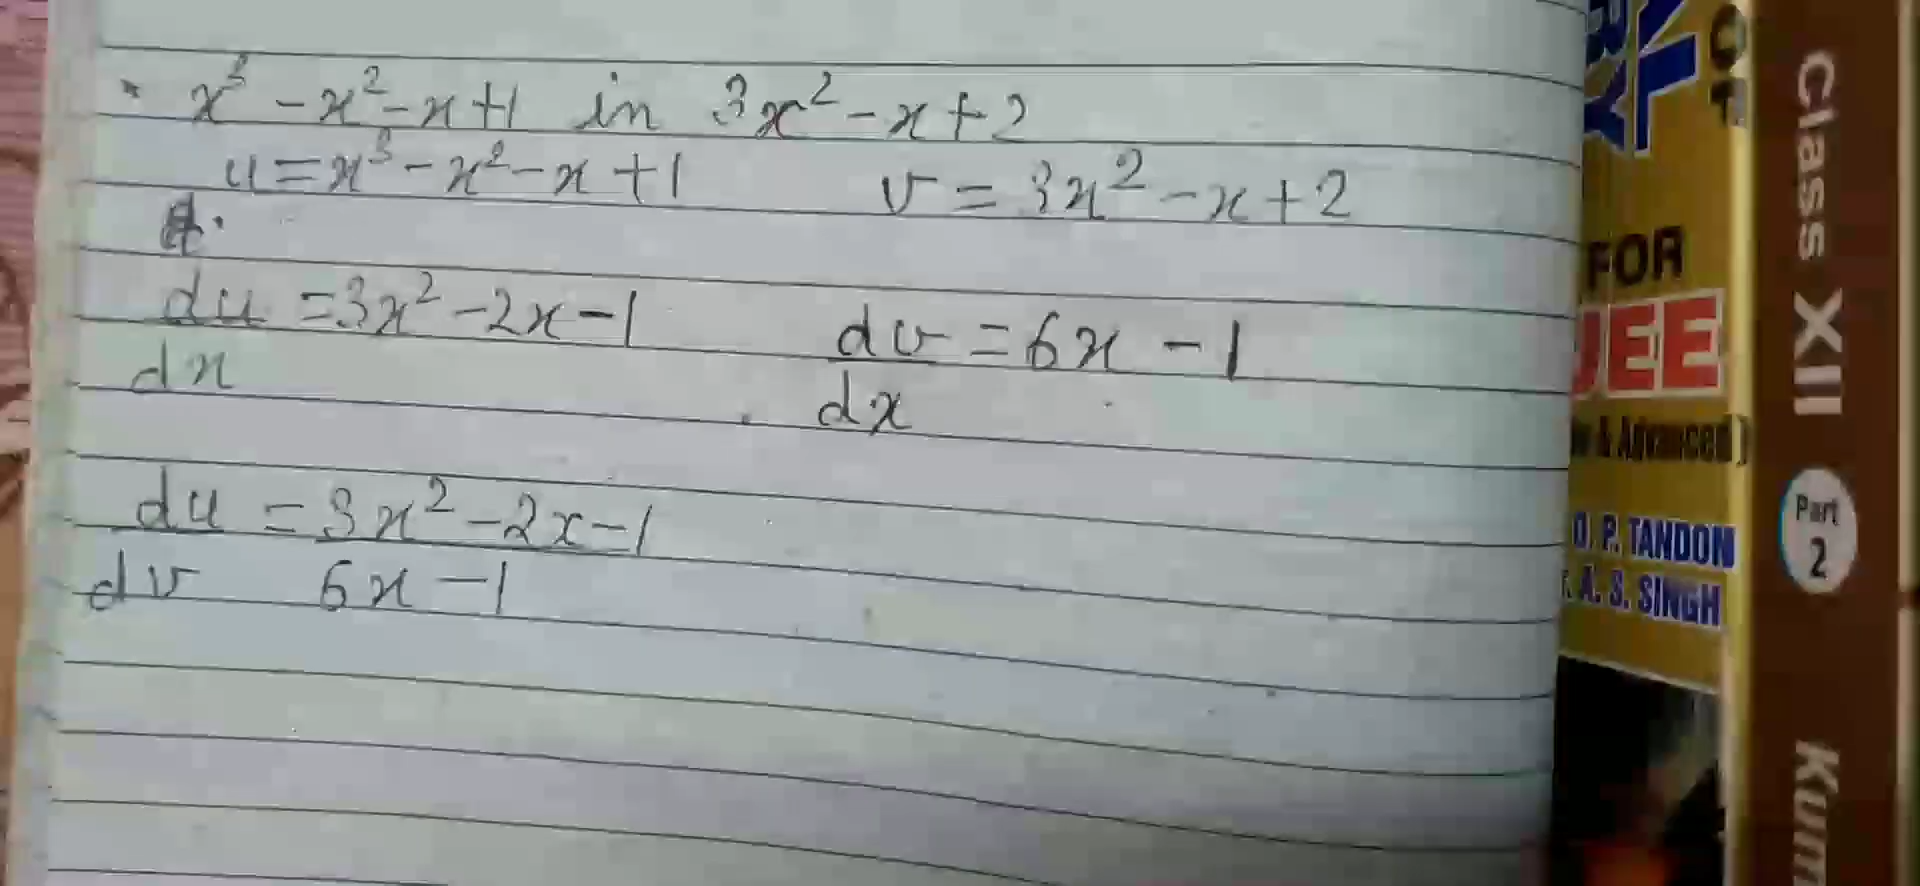 x³ - x² - x + 1 in 3x² - x + 2
u = x³ - x² - x + 1 v = 3x² - x + 2
du = 3x² - 2x - 1
dx
dv = 6x - 1
dx
du = 3x² - 2x - 1
dv 6x - 1
FOR
JEE
& Advanced)
O. P. TANDON
A. S. SINGH
Class XII
Part
2